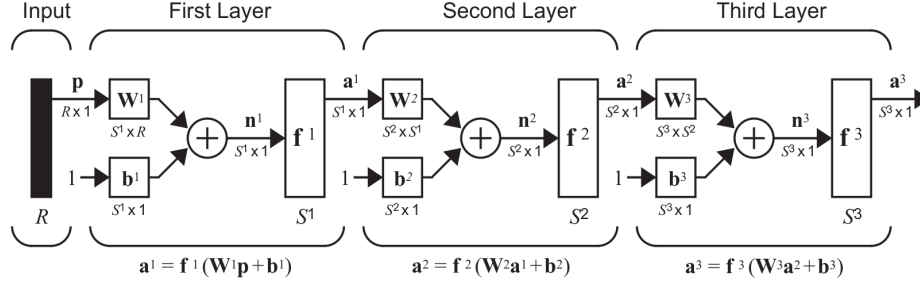 Input First Layer Second Layer Third Layer
p W¹ n¹ f ¹ a¹ W² n² f ² a² W³ n³ f ³ a³
R x 1 S¹ x R S¹ x 1 S¹ x 1 S² x S¹ S² x 1 S² x 1 S³ x S² S³ x 1 S³ x 1
1 b¹ 1 b² 1 b³
R S¹ x 1 S¹ S² x 1 S² S³ x 1 S³
a¹ = f ¹ (W¹p + b¹) a² = f ² (W²a¹ + b²) a³ = f ³ (W³a² + b³)